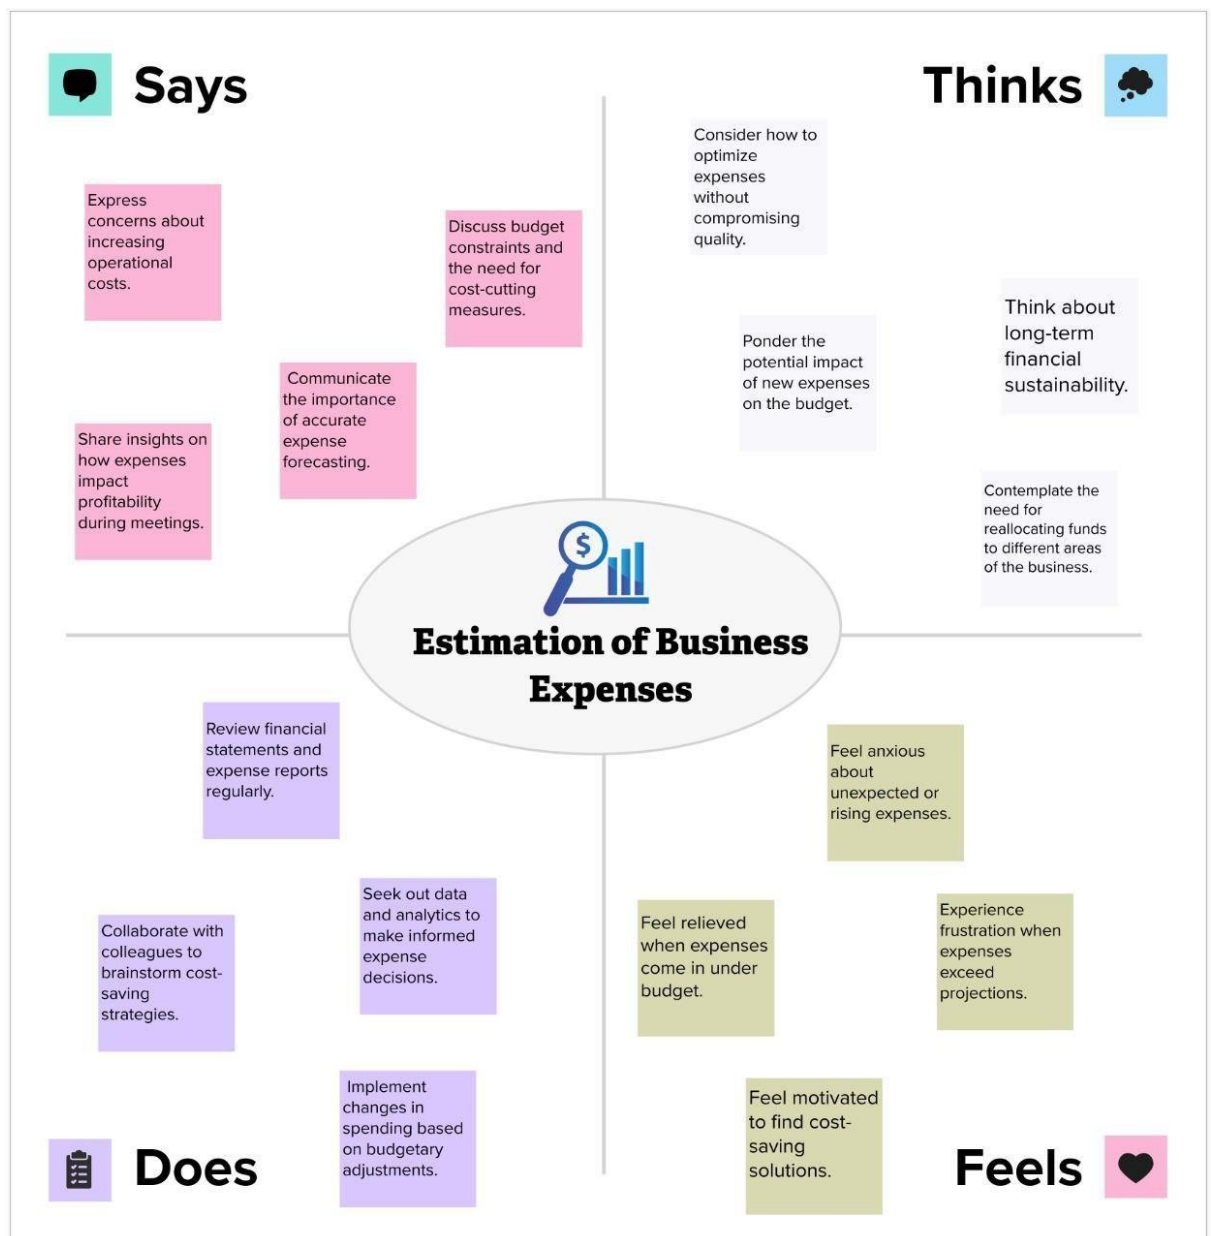 Says
Express
concerns about
increasing
operational
costs.
Discuss budget
constraints and
the need for
cost-cutting
measures.
Communicate
the importance
of accurate
expense
forecasting.
Share insights on
how expenses
impact
profitability
during meetings.
Thinks
Consider how to
optimize
expenses
without
compromising
quality.
Ponder the
potential impact
of new expenses
on the budget.
Think about
long-term
financial
sustainability.
Contemplate the
need for
reallocating funds
to different areas
of the business.
$
Estimation of Business
Expenses
Review financial
statements and
expense reports
regularly.
Seek out data
and analytics to
make informed
expense
decisions.
Collaborate with
colleagues to
brainstorm cost-
saving
strategies.
Implement
changes in
spending based
on budgetary
adjustments.
Does
Feel anxious
about
unexpected or
rising expenses.
Feel relieved
when expenses
come in under
budget.
Experience
frustration when
expenses
exceed
projections.
Feel motivated
to find cost-
saving
solutions.
Feels